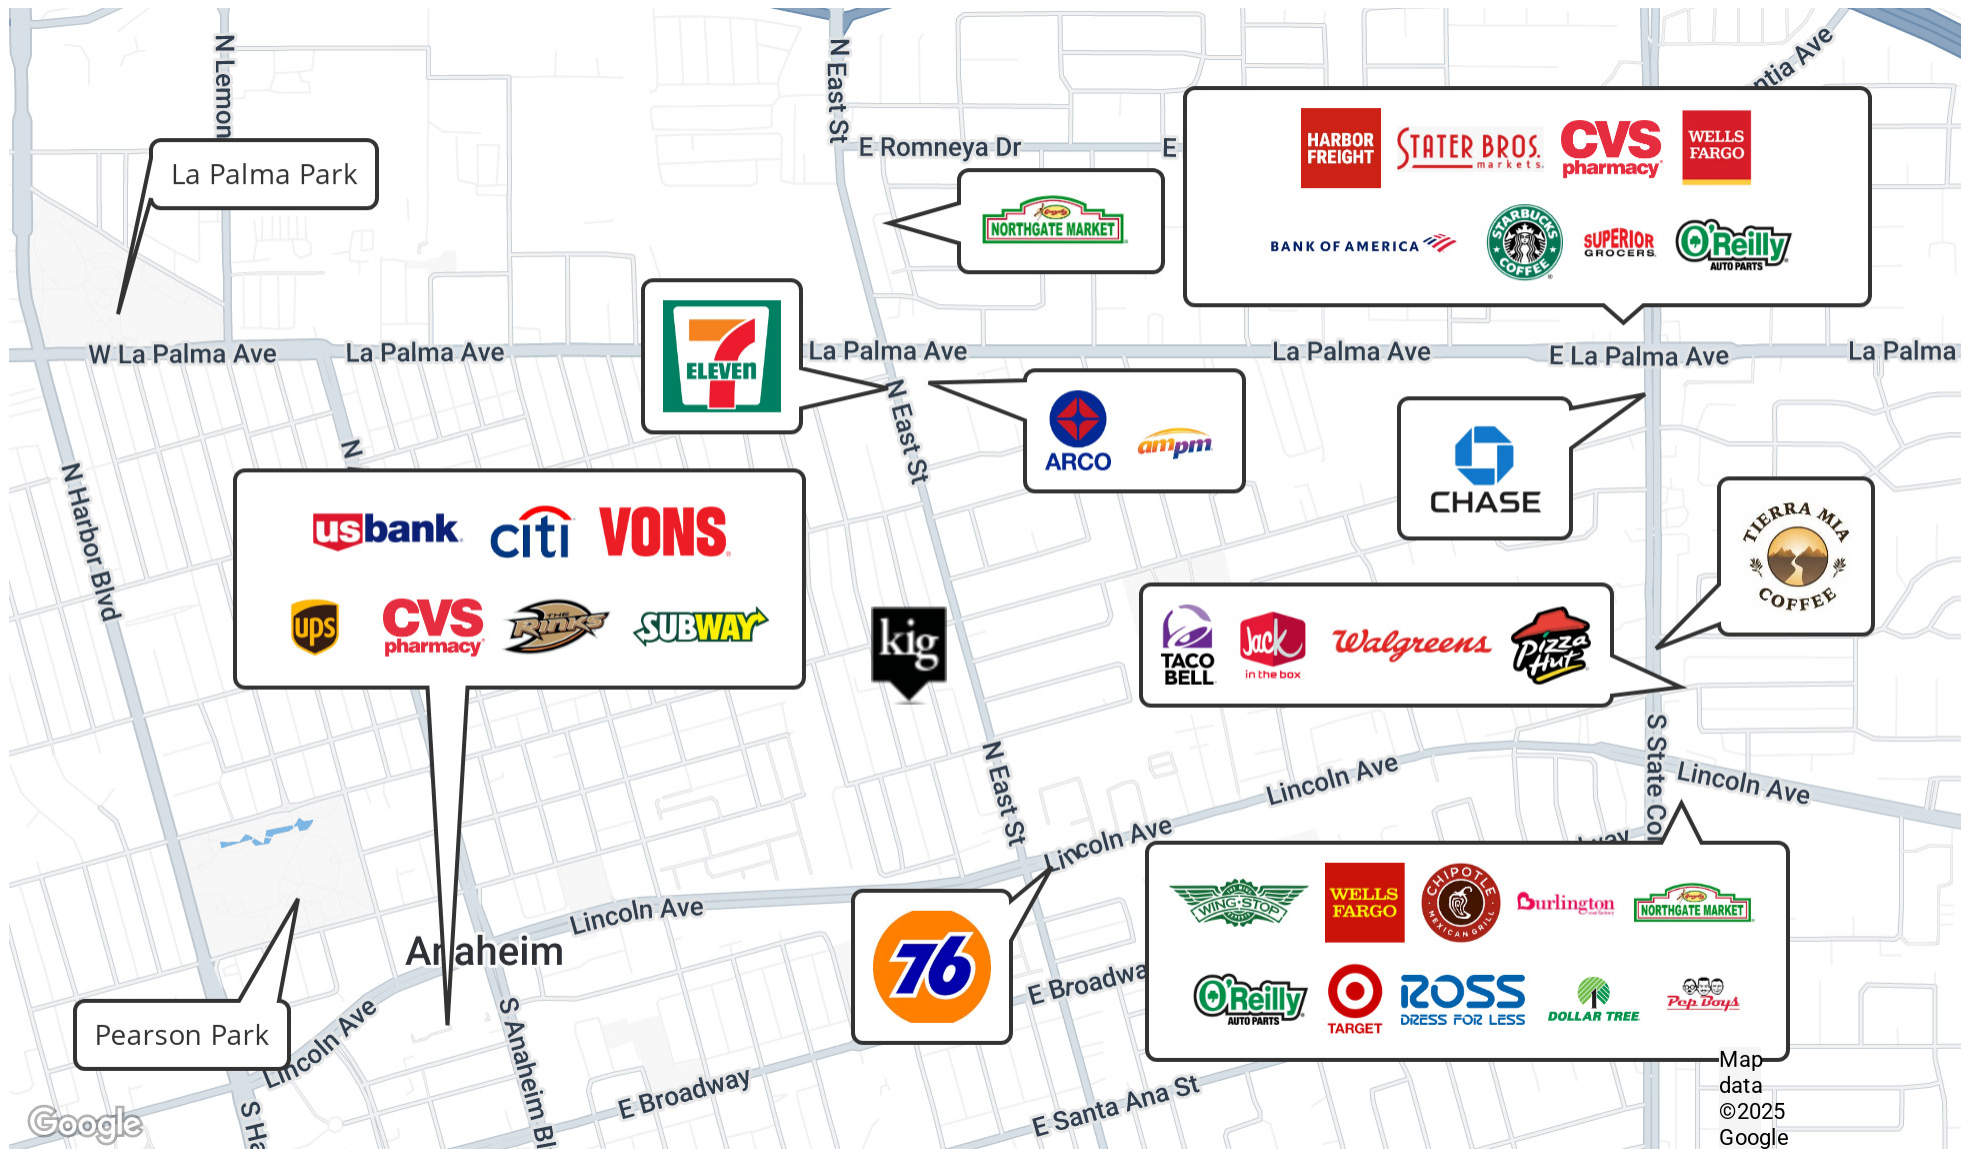 N Lemon
N East St
ntia Ave
La Palma Park
E Romneya Dr
E
HARBOR
FREIGHT
STATER BROS.
markets.
CVS
pharmacy
WELLS
FARGO
NORTHGATE MARKET
BANK OF AMERICA
STARBUCKS
COFFEE
SUPERIOR
GROCERS
O'Reilly
AUTO PARTS
W La Palma Ave
La Palma Ave
La Palma Ave
La Palma Ave
E La Palma Ave
La Palma
7
ELEVEN
N East St
ARCO
ampm
CHASE
N
N Harbor Blvd
usbank
citi
VONS
ups
CVS
pharmacy
THE
RINKS
SUBWAY
kig
TACO
BELL
Jack
in the box
Walgreens
Pizza
Hut
TIERRA MIA
COFFEE
S State Col
N East St
Lincoln Ave
Lincoln Ave
Lincoln Ave
Lincoln Ave
way
Anaheim
76
E Broadwa
WING·STOP
WELLS
FARGO
CHIPOTLE
MEXICAN GRILL
Burlington
NORTHGATE MARKET
O'Reilly
AUTO PARTS
TARGET
ROSS
DRESS FOR LESS
DOLLAR TREE
Pep Boys
Pearson Park
Lincoln Ave
S Anaheim Bl
S Ha
E Broadway
E Santa Ana St
Google
Map
data
©2025
Google